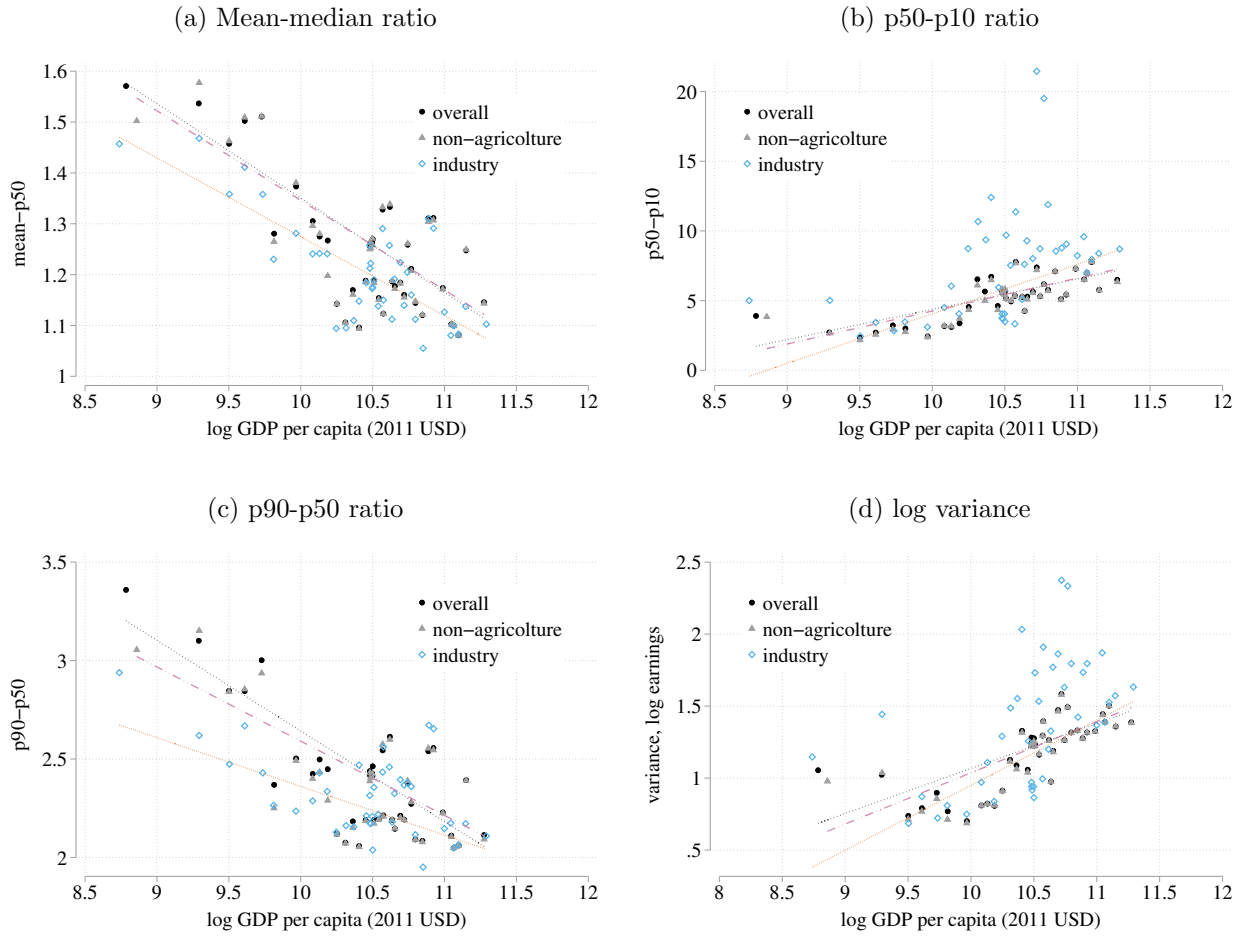 (a) Mean-median ratio
mean−p50
1.6
1.5
1.4
1.3
1.2
1.1
1
overall
non−agricolture
industry
8.5 9 9.5 10 10.5 11 11.5 12
log GDP per capita (2011 USD)
(b) p50-p10 ratio
p50−p10
20
15
10
5
0
overall
non−agricolture
industry
8.5 9 9.5 10 10.5 11 11.5 12
log GDP per capita (2011 USD)
(c) p90-p50 ratio
p90−p50
3.5
3
2.5
2
overall
non−agricolture
industry
8.5 9 9.5 10 10.5 11 11.5 12
log GDP per capita (2011 USD)
(d) log variance
variance, log earnings
2.5
2
1.5
1
.5
overall
non−agricolture
industry
8 8.5 9 9.5 10 10.5 11 11.5 12
log GDP per capita (2011 USD)